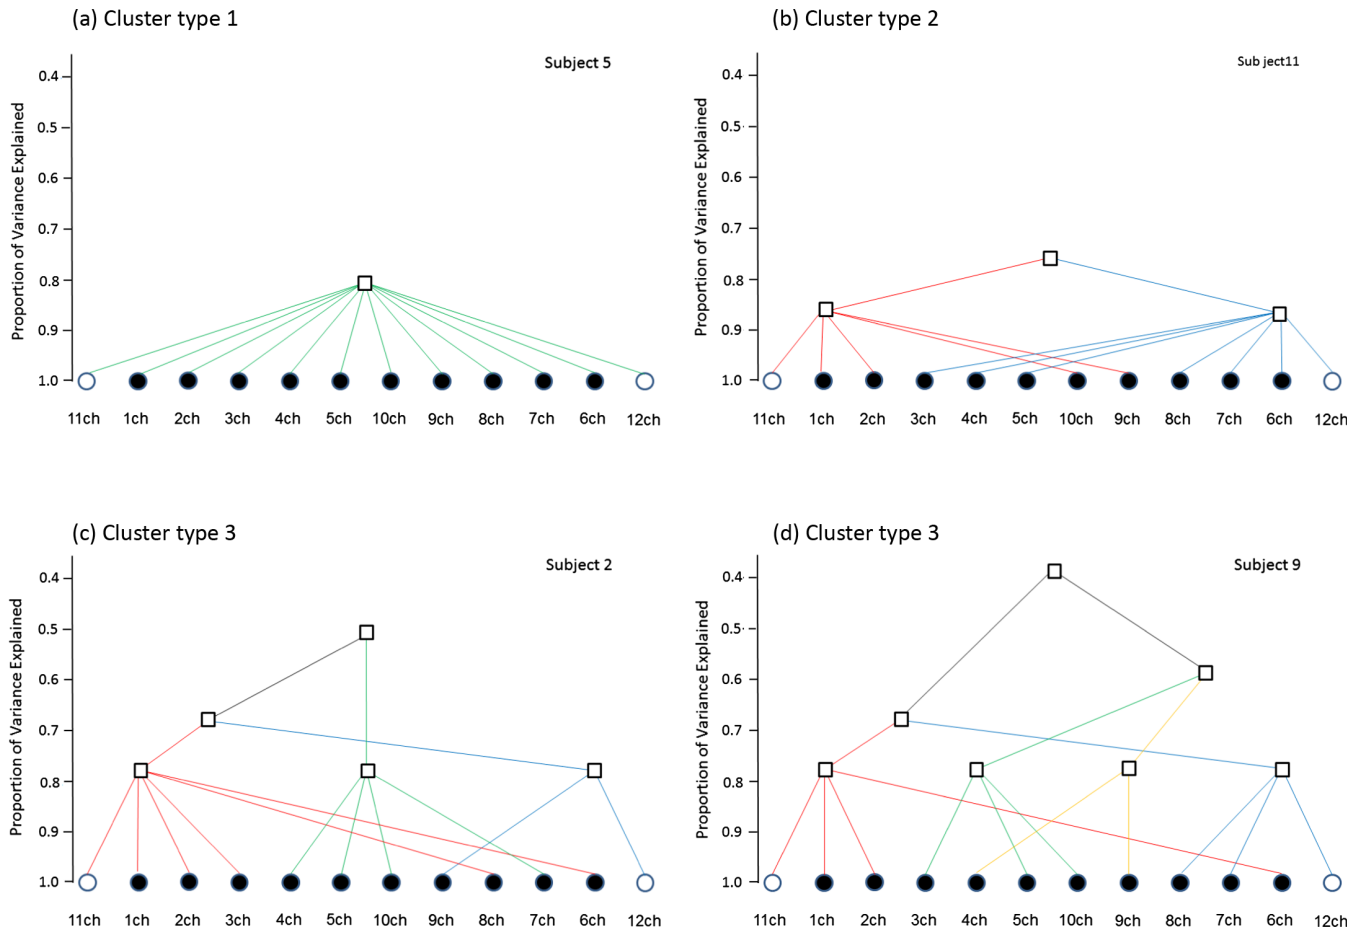 (a) Cluster type 1
Subject 5
Proportion of Variance Explained
0.4
0.5
0.6
0.7
0.8
0.9
1.0
11ch 1ch 2ch 3ch 4ch 5ch 10ch 9ch 8ch 7ch 6ch 12ch
(b) Cluster type 2
Sub ject11
Proportion of Variance Explained
0.4
0.5
0.6
0.7
0.8
0.9
1.0
11ch 1ch 2ch 3ch 4ch 5ch 10ch 9ch 8ch 7ch 6ch 12ch
(c) Cluster type 3
Subject 2
Proportion of Variance Explained
0.4
0.5
0.6
0.7
0.8
0.9
1.0
11ch 1ch 2ch 3ch 4ch 5ch 10ch 9ch 8ch 7ch 6ch 12ch
(d) Cluster type 3
Subject 9
Proportion of Variance Explained
0.4
0.5
0.6
0.7
0.8
0.9
1.0
11ch 1ch 2ch 3ch 4ch 5ch 10ch 9ch 8ch 7ch 6ch 12ch